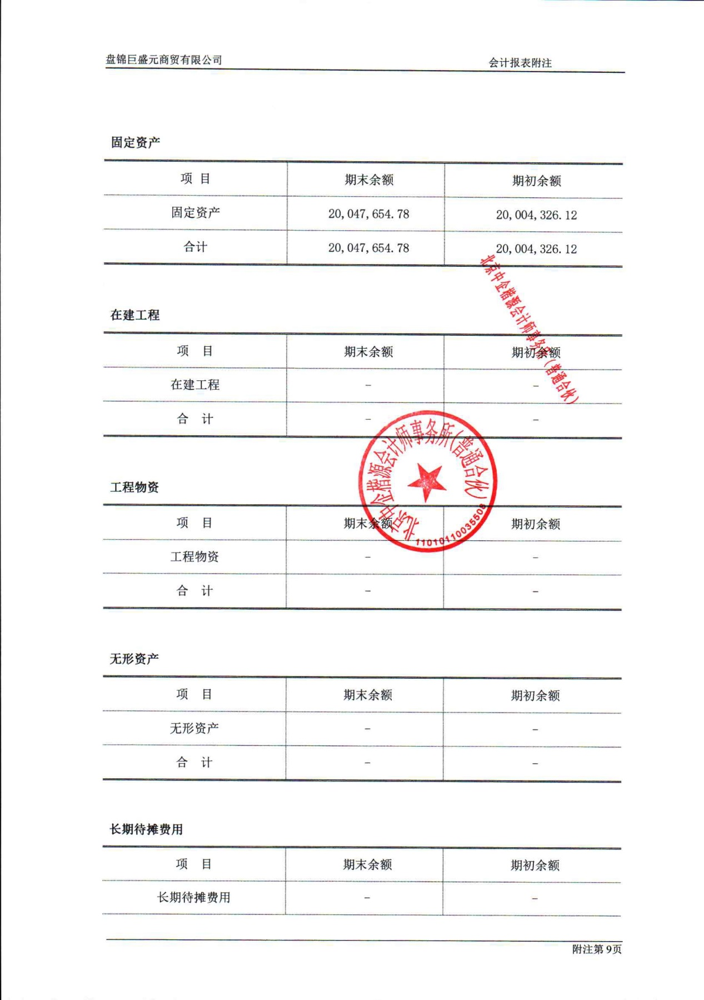 盘锦巨盛元商贸有限公司 会计报表附注
固定资产
项 目 期末余额 期初余额
固定资产 20,047,654.78 20,004,326.12
合计 20,047,654.78 20,004,326.12
北京中企楷源会计师事务所（普通合伙）
在建工程
项 目 期末余额 期初余额
在建工程 － －
合 计 － －
北京中企楷源会计师事务所(普通合伙)
11010110035508
工程物资
项 目 期末余额 期初余额
工程物资 － －
合 计 － －
无形资产
项 目 期末余额 期初余额
无形资产 － －
合 计 － －
长期待摊费用
项 目 期末余额 期初余额
长期待摊费用 － －
附注第 9页